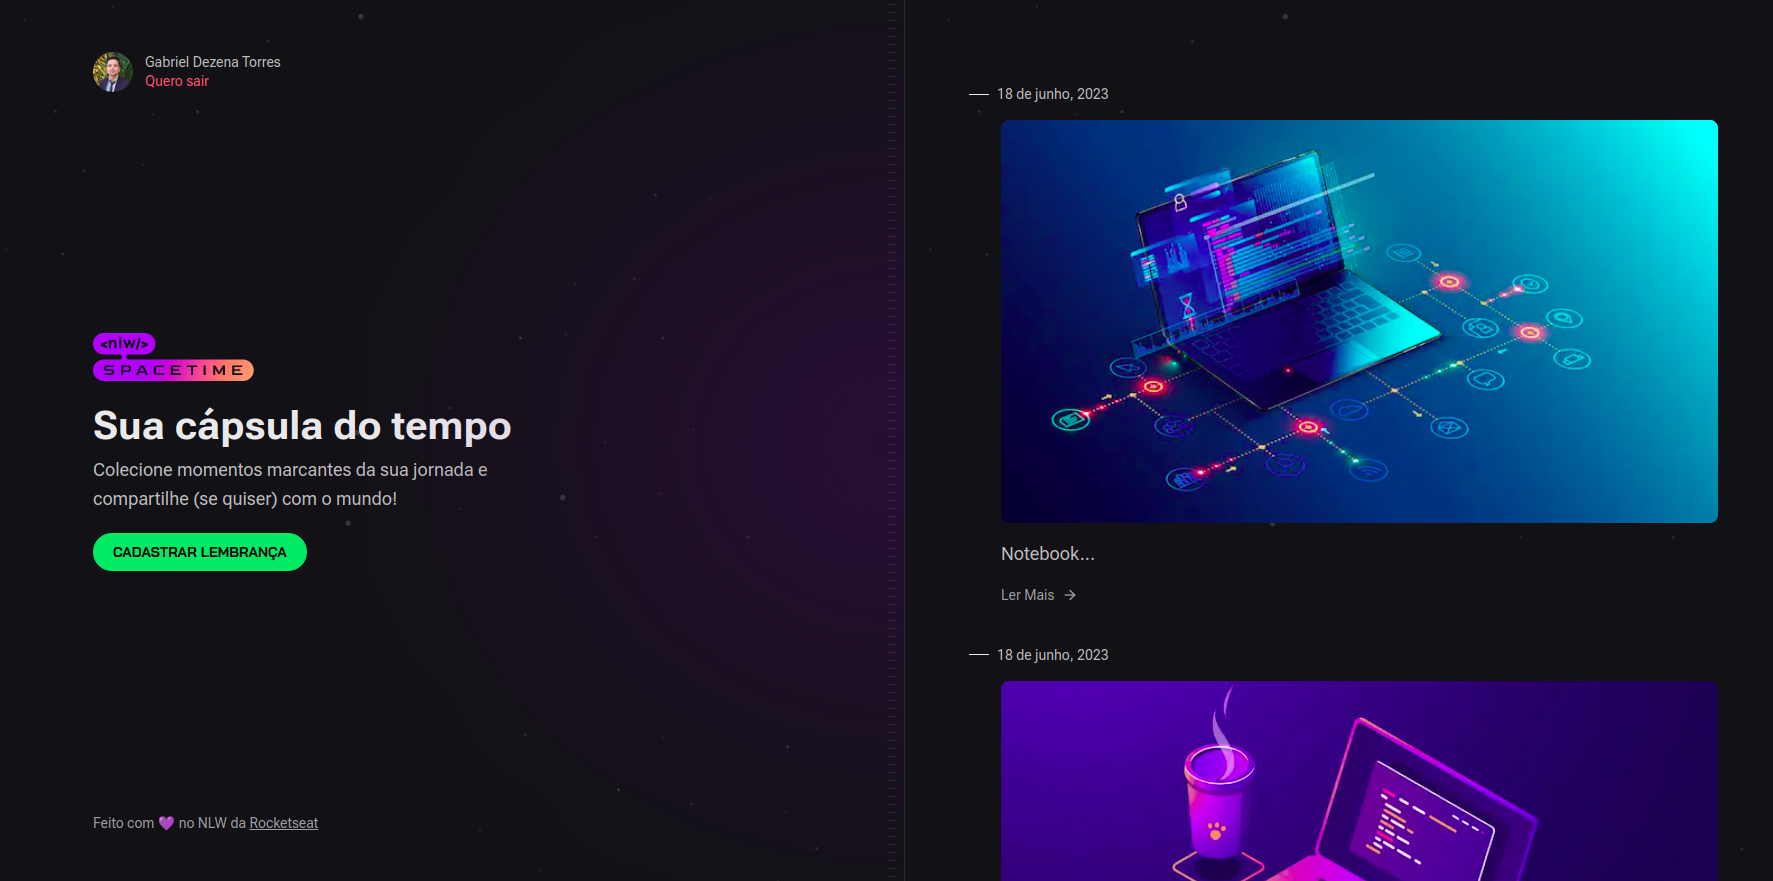 Gabriel Dezena Torres
Quero sair
<nlw/>
SPACETIME
Sua cápsula do tempo
Colecione momentos marcantes da sua jornada e
compartilhe (se quiser) com o mundo!
CADASTRAR LEMBRANÇA
Feito com 💜 no NLW da Rocketseat
18 de junho, 2023
Notebook...
Ler Mais →
18 de junho, 2023